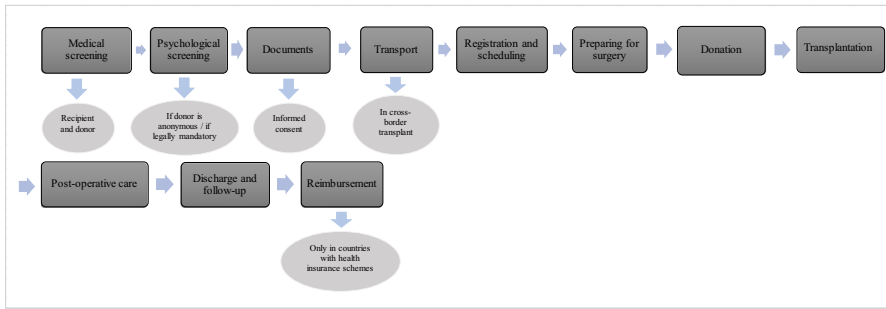 Medical
screening
Psychological
screening
Documents
Transport
Registration and
scheduling
Preparing for
surgery
Donation
Transplantation
Recipient
and donor
If donor is
anonymous / if
legally mandatory
Informed
consent
In cross-
border
transplant
Post-operative care
Discharge and
follow-up
Reimbursement
Only in countries
with health
insurance schemes